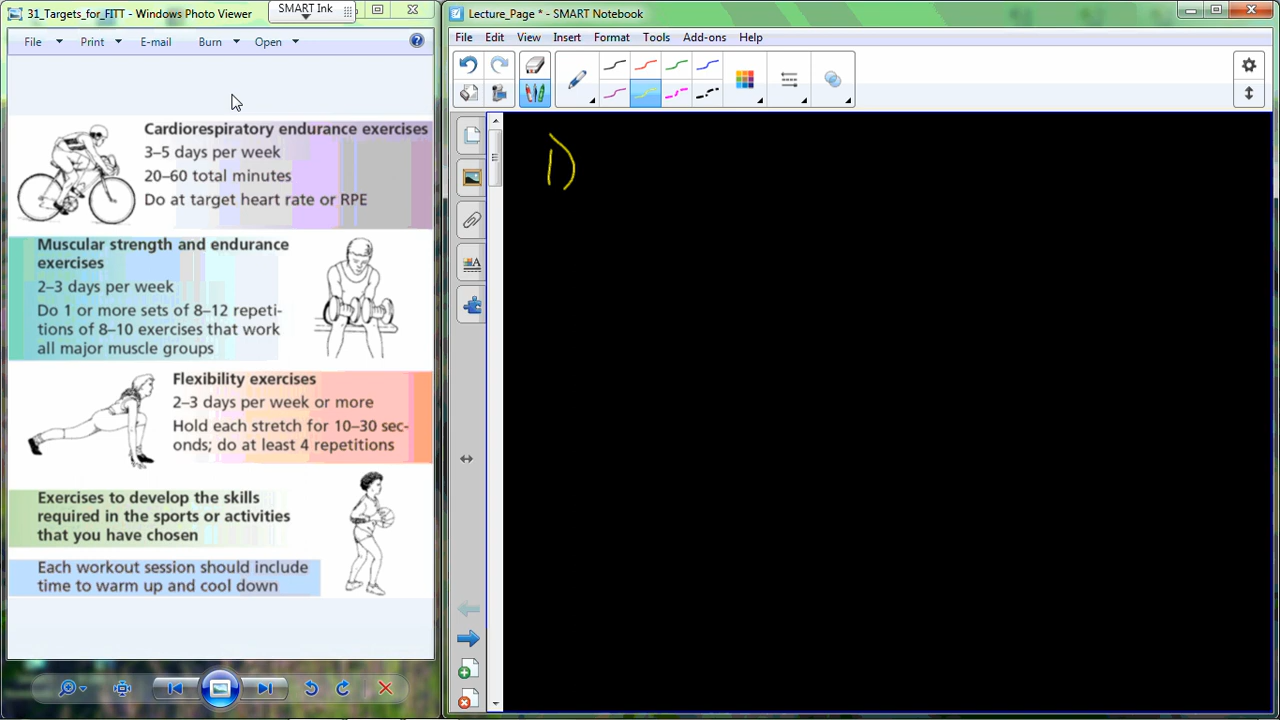 31_Targets_for_FITT - Windows Photo Viewer
SMART Ink
File Print E-mail Burn Open
Cardiorespiratory endurance exercises
3–5 days per week
20–60 total minutes
Do at target heart rate or RPE
Muscular strength and endurance
exercises
2–3 days per week
Do 1 or more sets of 8–12 repeti-
tions of 8–10 exercises that work
all major muscle groups
Flexibility exercises
2–3 days per week or more
Hold each stretch for 10–30 sec-
onds; do at least 4 repetitions
Exercises to develop the skills
required in the sports or activities
that you have chosen
Each workout session should include
time to warm up and cool down
Lecture_Page * - SMART Notebook
File Edit View Insert Format Tools Add-ons Help
D